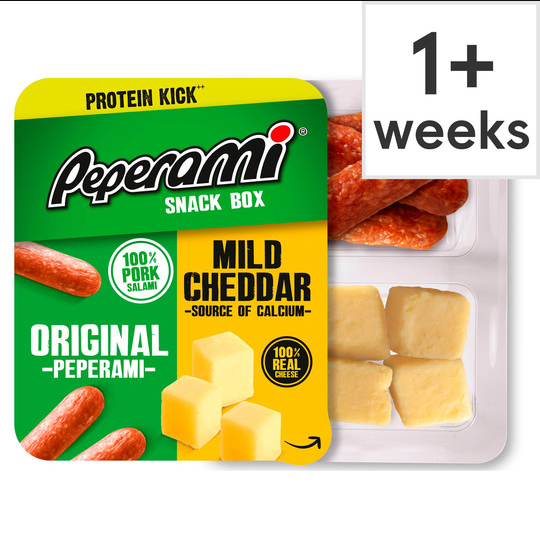 1+
weeks
PROTEIN KICK++
Peperami®
SNACK BOX
100%
PORK
SALAMI
MILD
CHEDDAR
-SOURCE OF CALCIUM-
ORIGINAL
-PEPERAMI-
100%
REAL
CHEESE